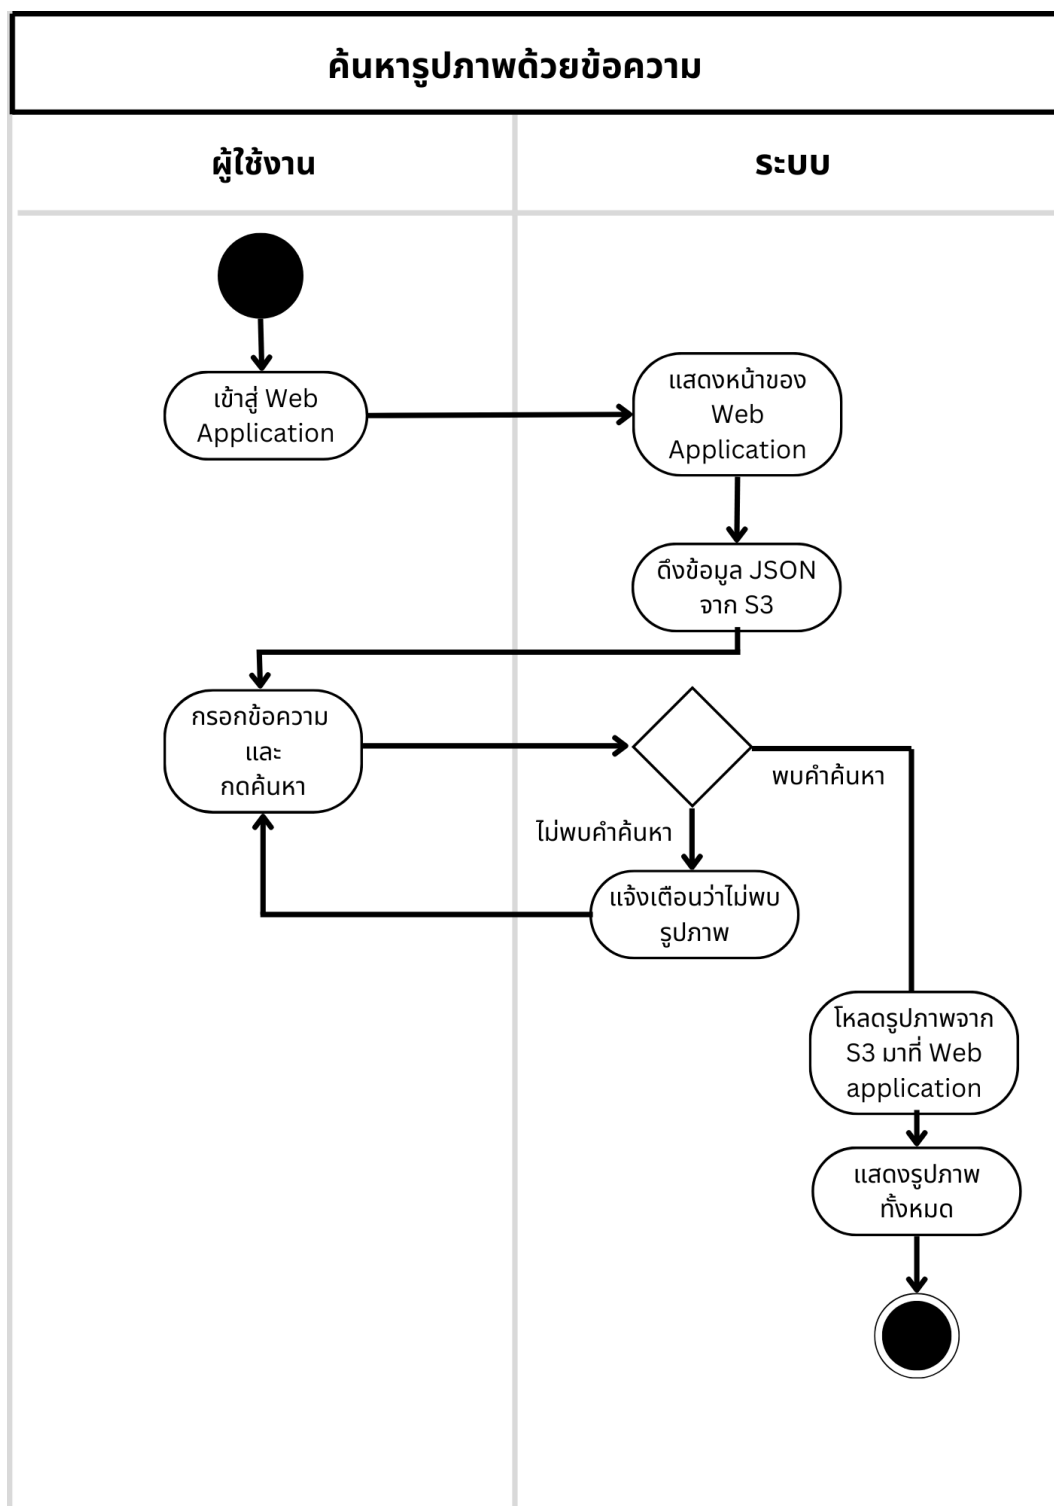 ค้นหารูปภาพด้วยข้อความ
ผู้ใช้งาน
ระบบ
เข้าสู่ Web
Application
แสดงหน้าของ
Web
Application
ดึงข้อมูล JSON
จาก S3
กรอกข้อความ
และ
กดค้นหา
พบคำค้นหา
ไม่พบคำค้นหา
แจ้งเตือนว่าไม่พบ
รูปภาพ
โหลดรูปภาพจาก
S3 มาที่ Web
application
แสดงรูปภาพ
ทั้งหมด